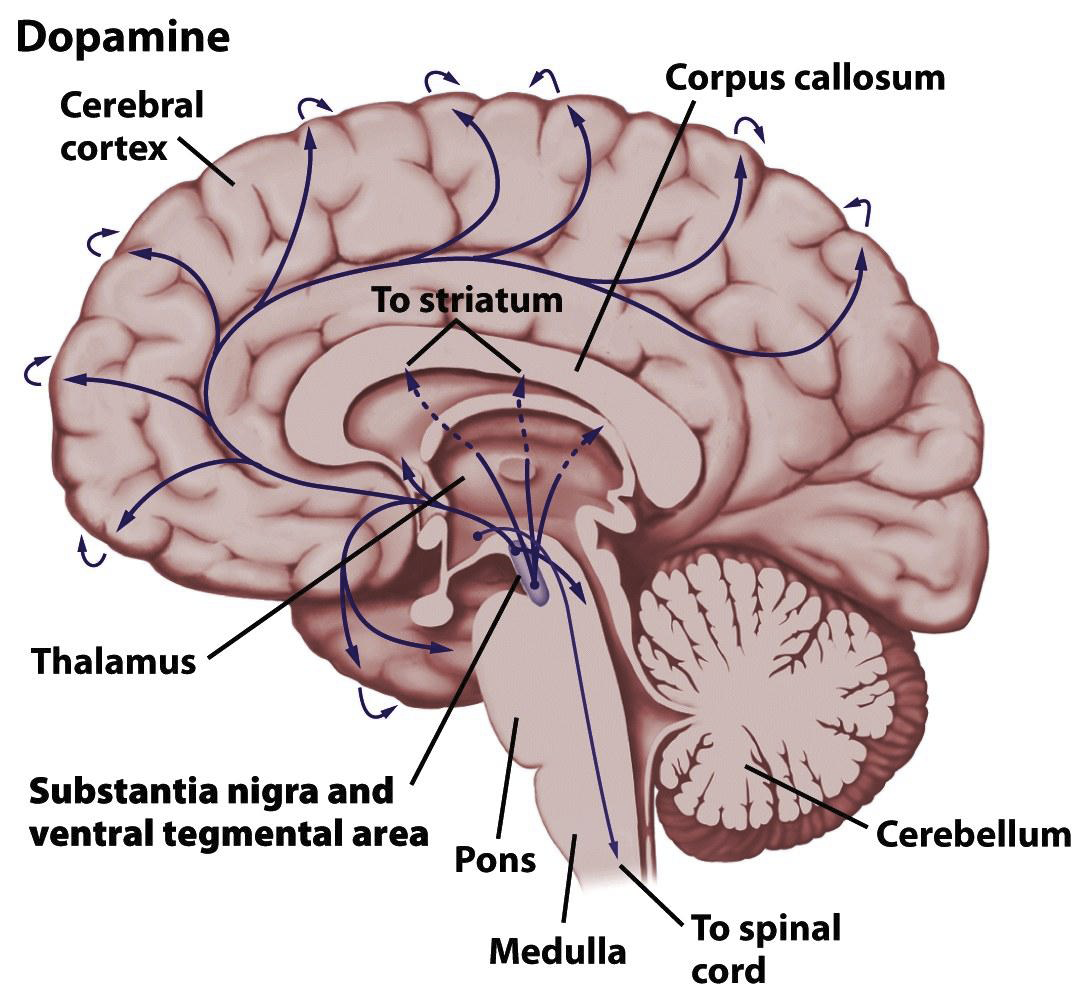 Dopamine
Cerebral
cortex
Corpus callosum
To striatum
Thalamus
Substantia nigra and
ventral tegmental area
Pons
Medulla
To spinal
cord
Cerebellum